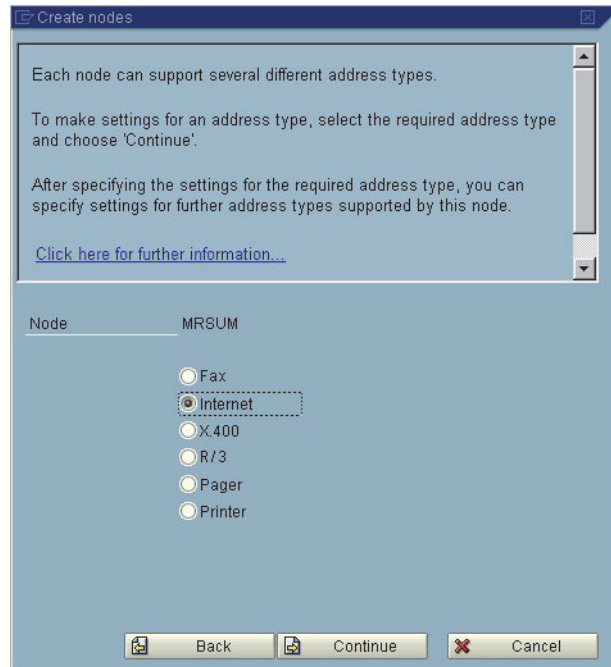 Create nodes
Each node can support several different address types.
To make settings for an address type, select the required address type
and choose 'Continue'.
After specifying the settings for the required address type, you can
specify settings for further address types supported by this node.
Click here for further information...
Node MRSUM
Fax
Internet
X.400
R/3
Pager
Printer
Back Continue Cancel